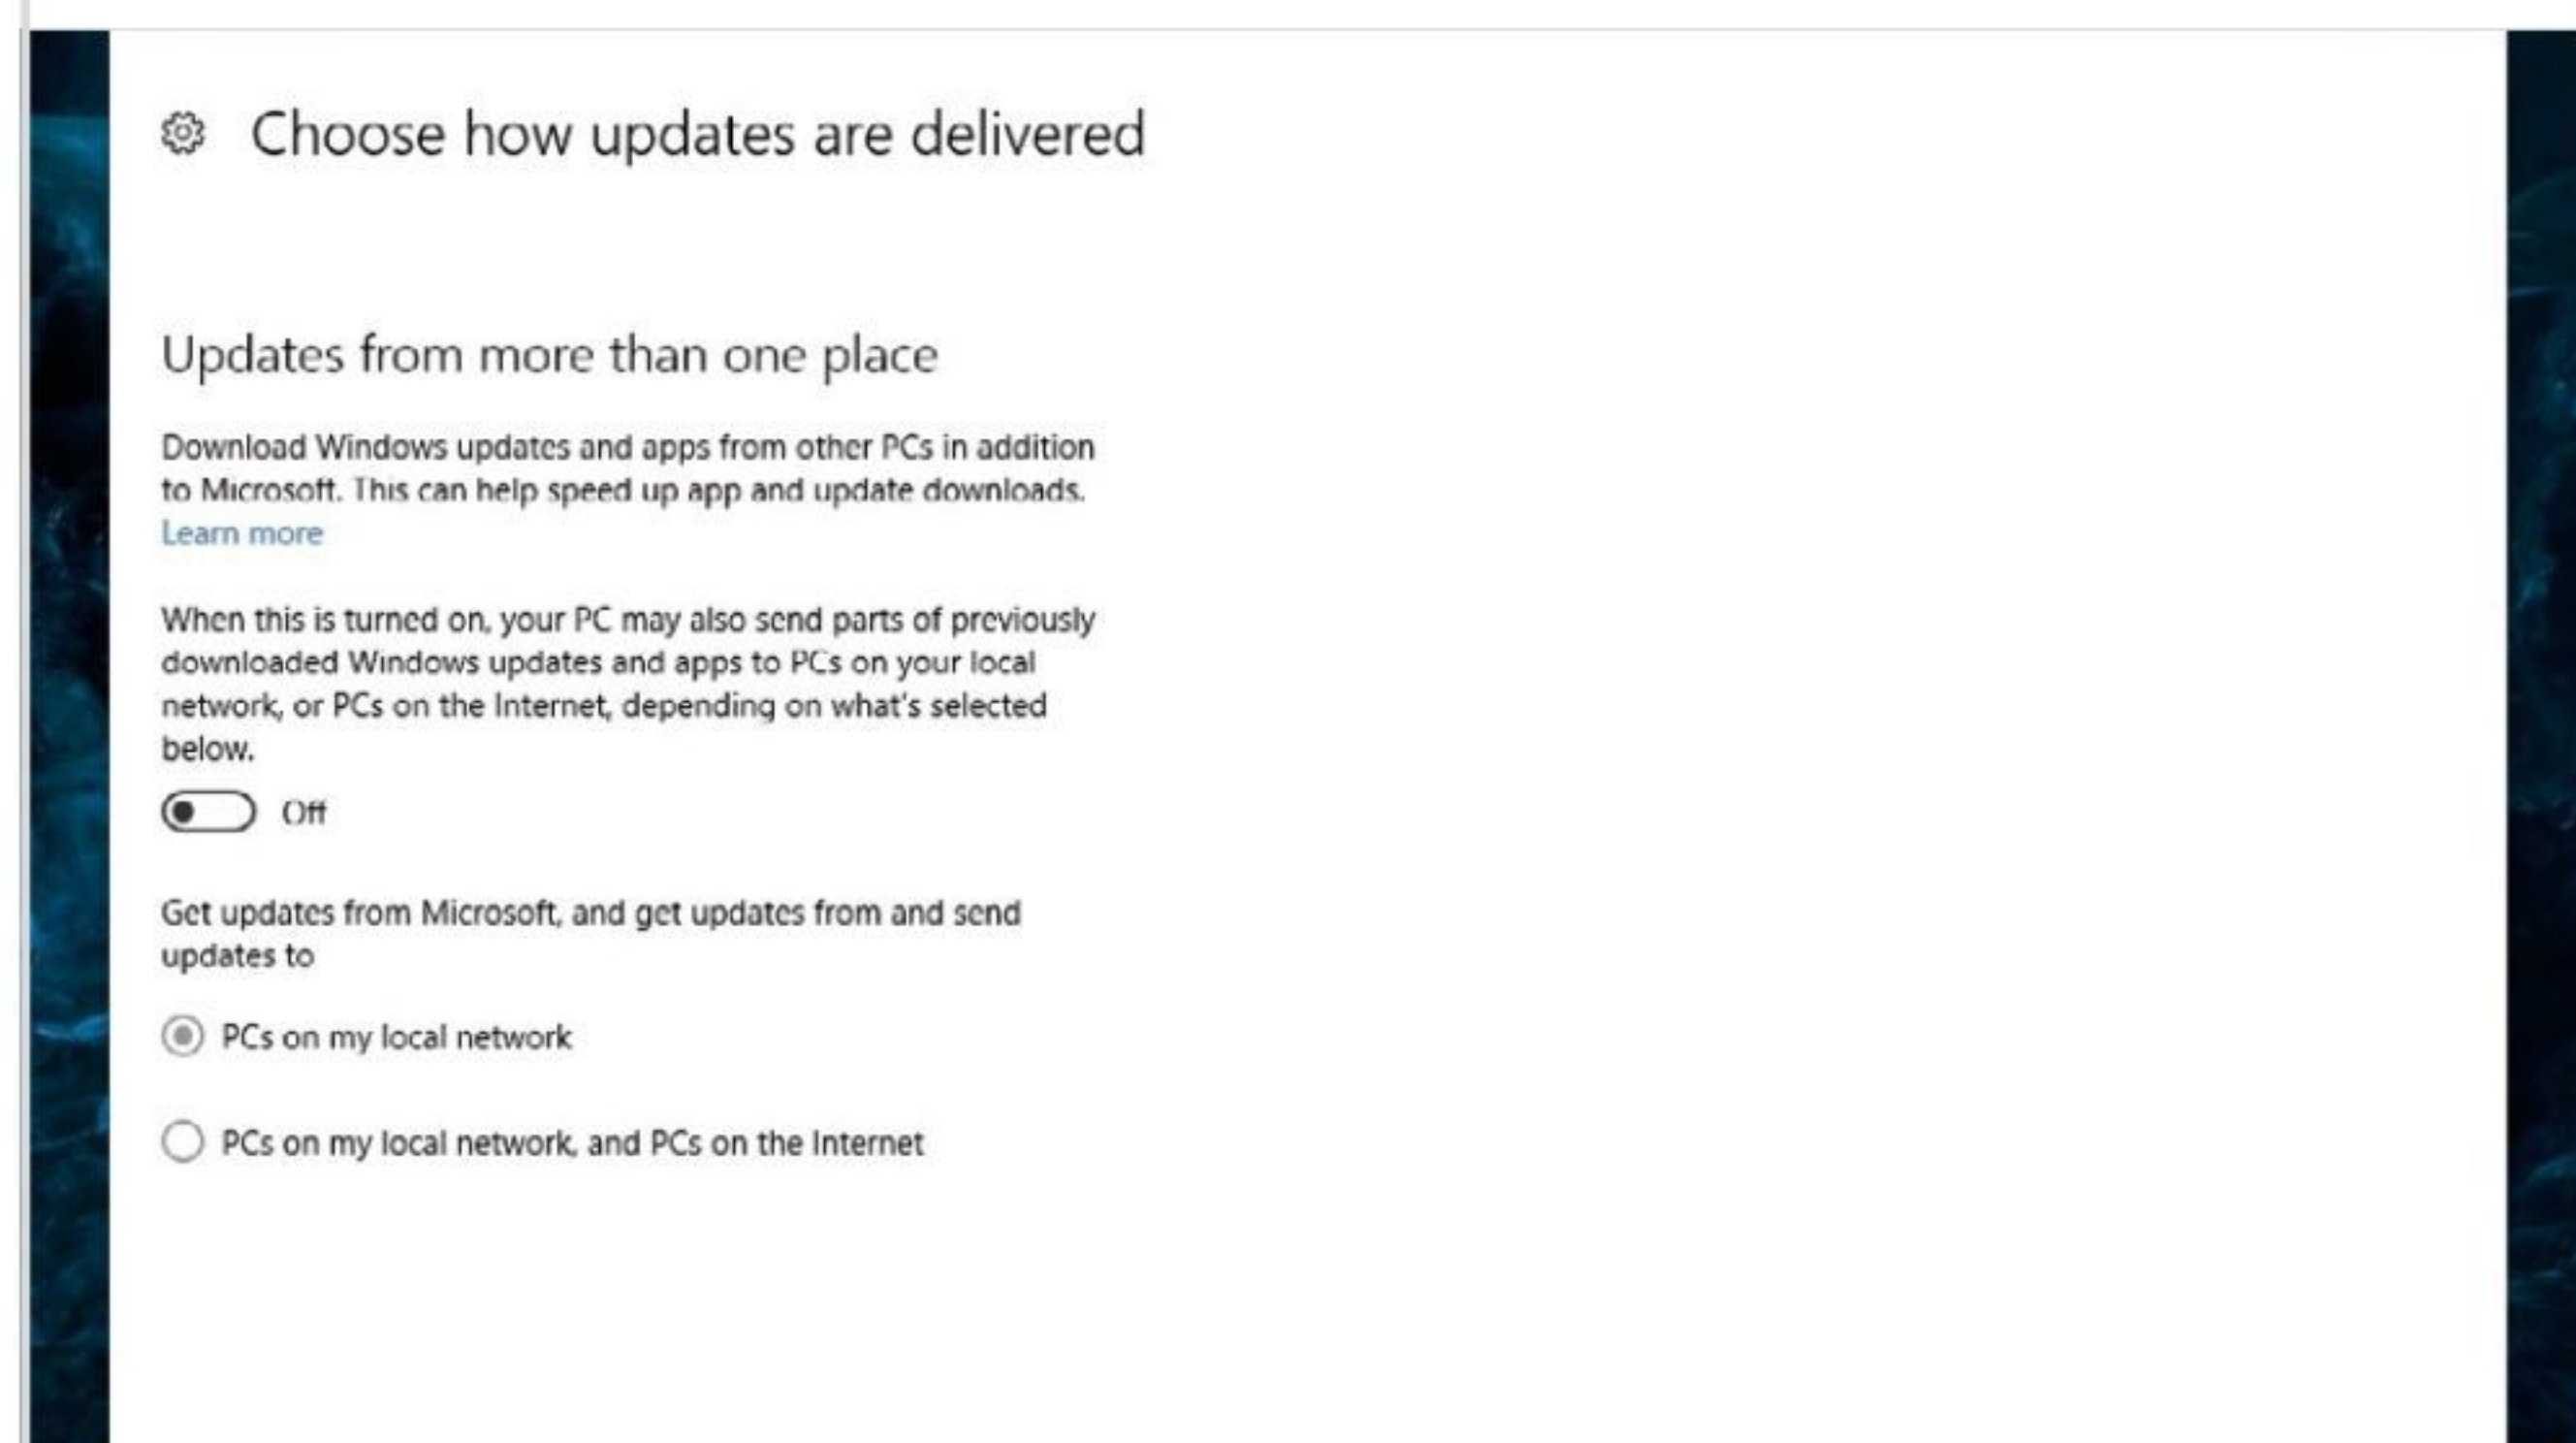 Choose how updates are delivered
Updates from more than one place
Download Windows updates and apps from other PCs in addition
to Microsoft. This can help speed up app and update downloads.
Learn more
When this is turned on, your PC may also send parts of previously
downloaded Windows updates and apps to PCs on your local
network, or PCs on the Internet, depending on what's selected
below.
Off
Get updates from Microsoft, and get updates from and send
updates to
PCs on my local network
PCs on my local network, and PCs on the Internet